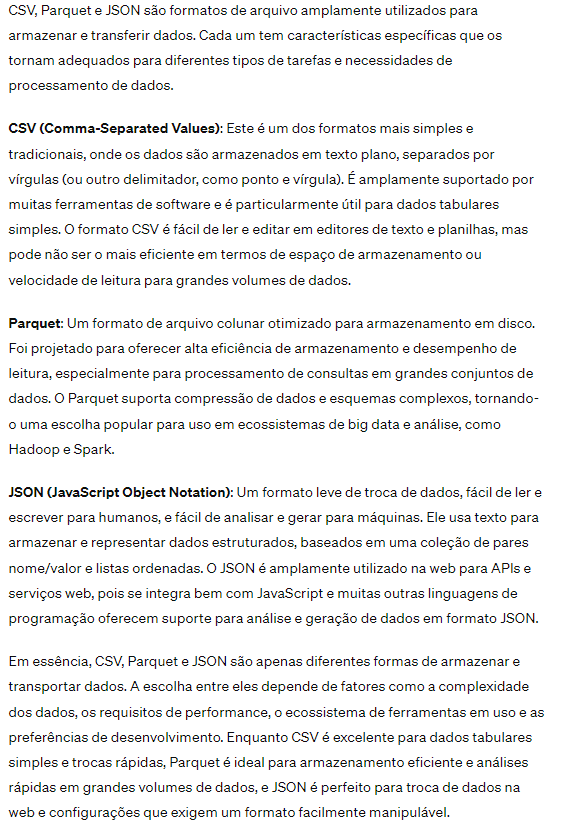 CSV, Parquet e JSON são formatos de arquivo amplamente utilizados para
armazenar e transferir dados. Cada um tem características específicas que os
tornam adequados para diferentes tipos de tarefas e necessidades de
processamento de dados.
CSV (Comma-Separated Values): Este é um dos formatos mais simples e
tradicionais, onde os dados são armazenados em texto plano, separados por
vírgulas (ou outro delimitador, como ponto e vírgula). É amplamente suportado por
muitas ferramentas de software e é particularmente útil para dados tabulares
simples. O formato CSV é fácil de ler e editar em editores de texto e planilhas, mas
pode não ser o mais eficiente em termos de espaço de armazenamento ou
velocidade de leitura para grandes volumes de dados.
Parquet: Um formato de arquivo colunar otimizado para armazenamento em disco.
Foi projetado para oferecer alta eficiência de armazenamento e desempenho de
leitura, especialmente para processamento de consultas em grandes conjuntos de
dados. O Parquet suporta compressão de dados e esquemas complexos, tornando-
o uma escolha popular para uso em ecossistemas de big data e análise, como
Hadoop e Spark.
JSON (JavaScript Object Notation): Um formato leve de troca de dados, fácil de ler e
escrever para humanos, e fácil de analisar e gerar para máquinas. Ele usa texto para
armazenar e representar dados estruturados, baseados em uma coleção de pares
nome/valor e listas ordenadas. O JSON é amplamente utilizado na web para APIs e
serviços web, pois se integra bem com JavaScript e muitas outras linguagens de
programação oferecem suporte para análise e geração de dados em formato JSON.
Em essência, CSV, Parquet e JSON são apenas diferentes formas de armazenar e
transportar dados. A escolha entre eles depende de fatores como a complexidade
dos dados, os requisitos de performance, o ecossistema de ferramentas em uso e as
preferências de desenvolvimento. Enquanto CSV é excelente para dados tabulares
simples e trocas rápidas, Parquet é ideal para armazenamento eficiente e análises
rápidas em grandes volumes de dados, e JSON é perfeito para troca de dados na
web e configurações que exigem um formato facilmente manipulável.